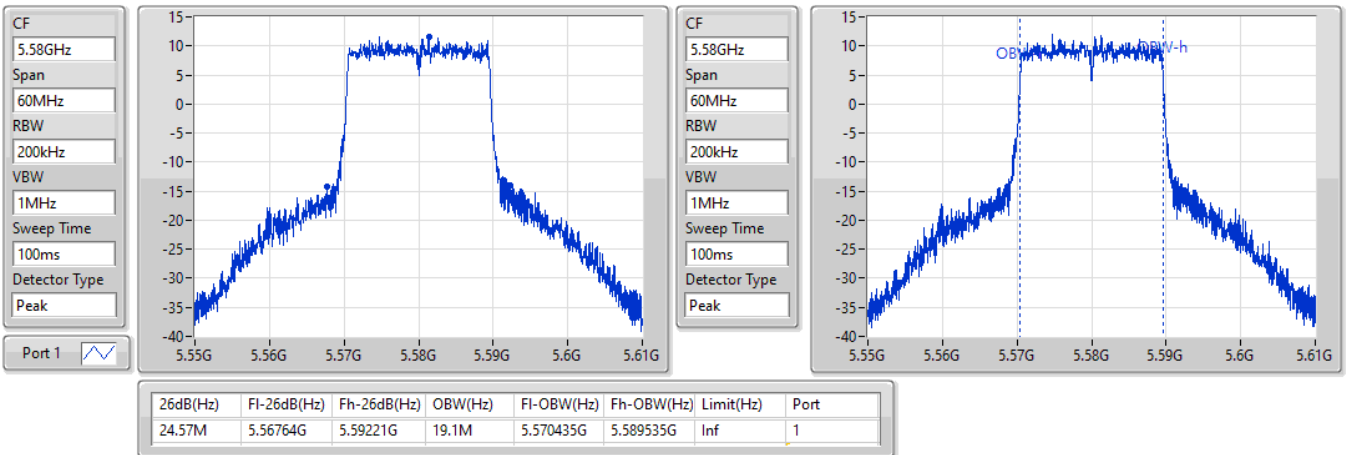 CF
5.58GHz
Span
60MHz
RBW
200kHz
VBW
1MHz
Sweep Time
100ms
Detector Type
Peak
Port 1
15
10
5
0
-5
-10
-15
-20
-25
-30
-35
-40
5.55G 5.56G 5.57G 5.58G 5.59G 5.6G 5.61G
CF
5.58GHz
Span
60MHz
RBW
200kHz
VBW
1MHz
Sweep Time
100ms
Detector Type
Peak
15
10
5
0
-5
-10
-15
-20
-25
-30
-35
-40
OBW-h
5.55G 5.56G 5.57G 5.58G 5.59G 5.6G 5.61G
26dB(Hz) Fl-26dB(Hz) Fh-26dB(Hz) OBW(Hz) Fl-OBW(Hz) Fh-OBW(Hz) Limit(Hz) Port
24.57M 5.56764G 5.59221G 19.1M 5.570435G 5.589535G Inf 1